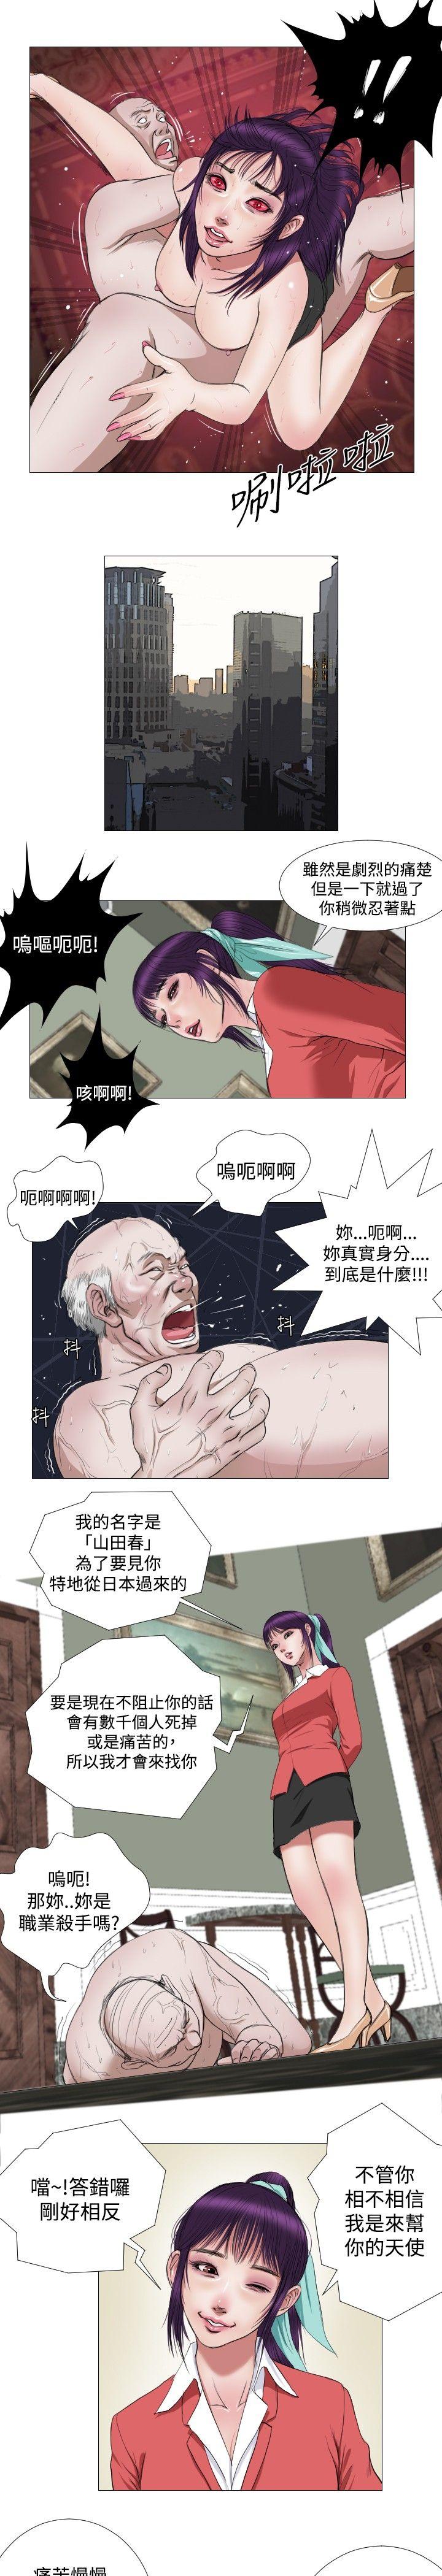 !!
唰啦啦
雖然是劇烈的痛楚
但是一下就過了
你稍微忍著點
嗚嘔呃呃!
咳啊啊!
呃啊啊啊!
嗚呃啊啊
妳...呃啊...
妳真實身分....
到底是什麼!!!
抖
抖
抖
我的名字是
「山田春」
為了要見你
特地從日本過來的
要是現在不阻止你的話
會有數千個人死掉
或是痛苦的,
所以我才會來找你
嗚呃!
那妳..妳是
職業殺手嗎?
噹~!答錯囉
剛好相反
不管你
相不相信
我是來幫
你的天使
痛苦慢慢